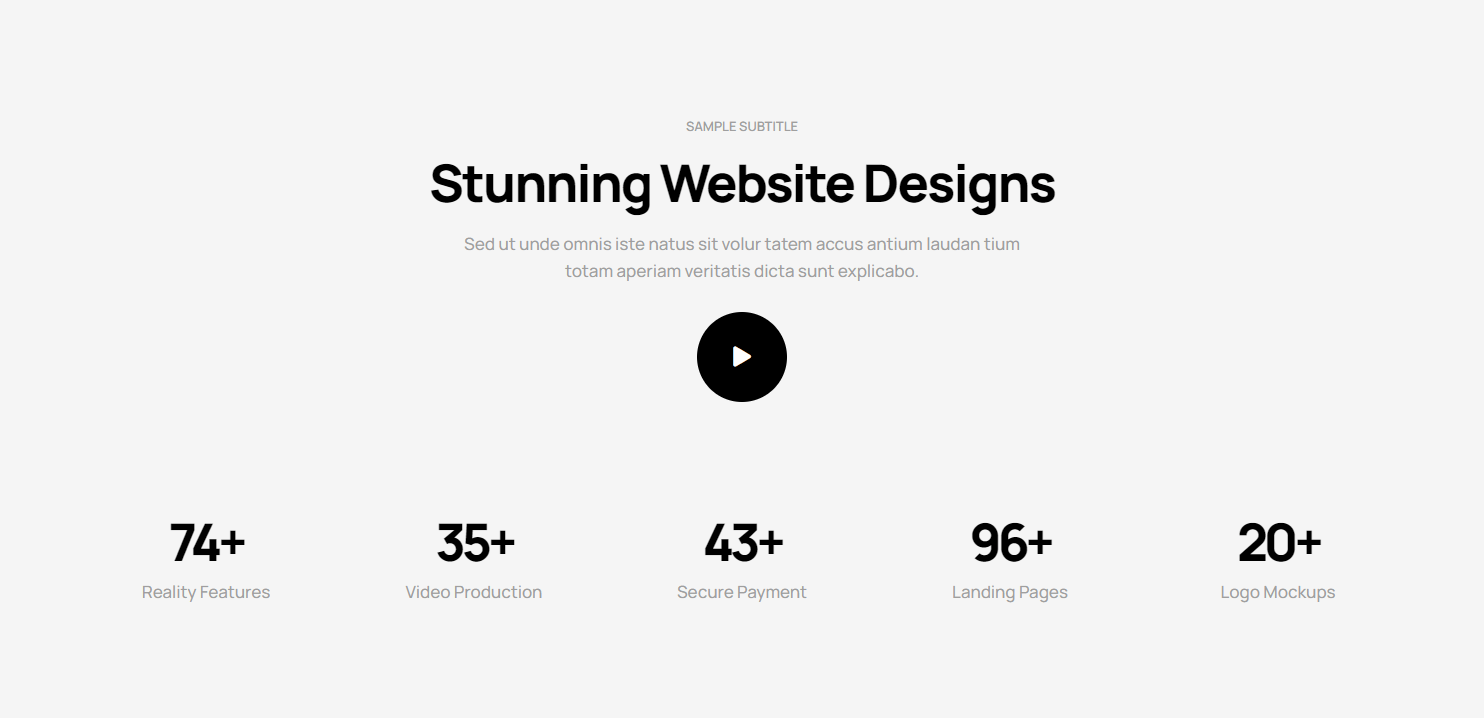 SAMPLE SUBTITLE
Stunning Website Designs
Sed ut unde omnis iste natus sit volur tatem accus antium laudan tium
totam aperiam veritatis dicta sunt explicabo.
74+ 35+ 43+ 96+ 20+
Reality Features Video Production Secure Payment Landing Pages Logo Mockups